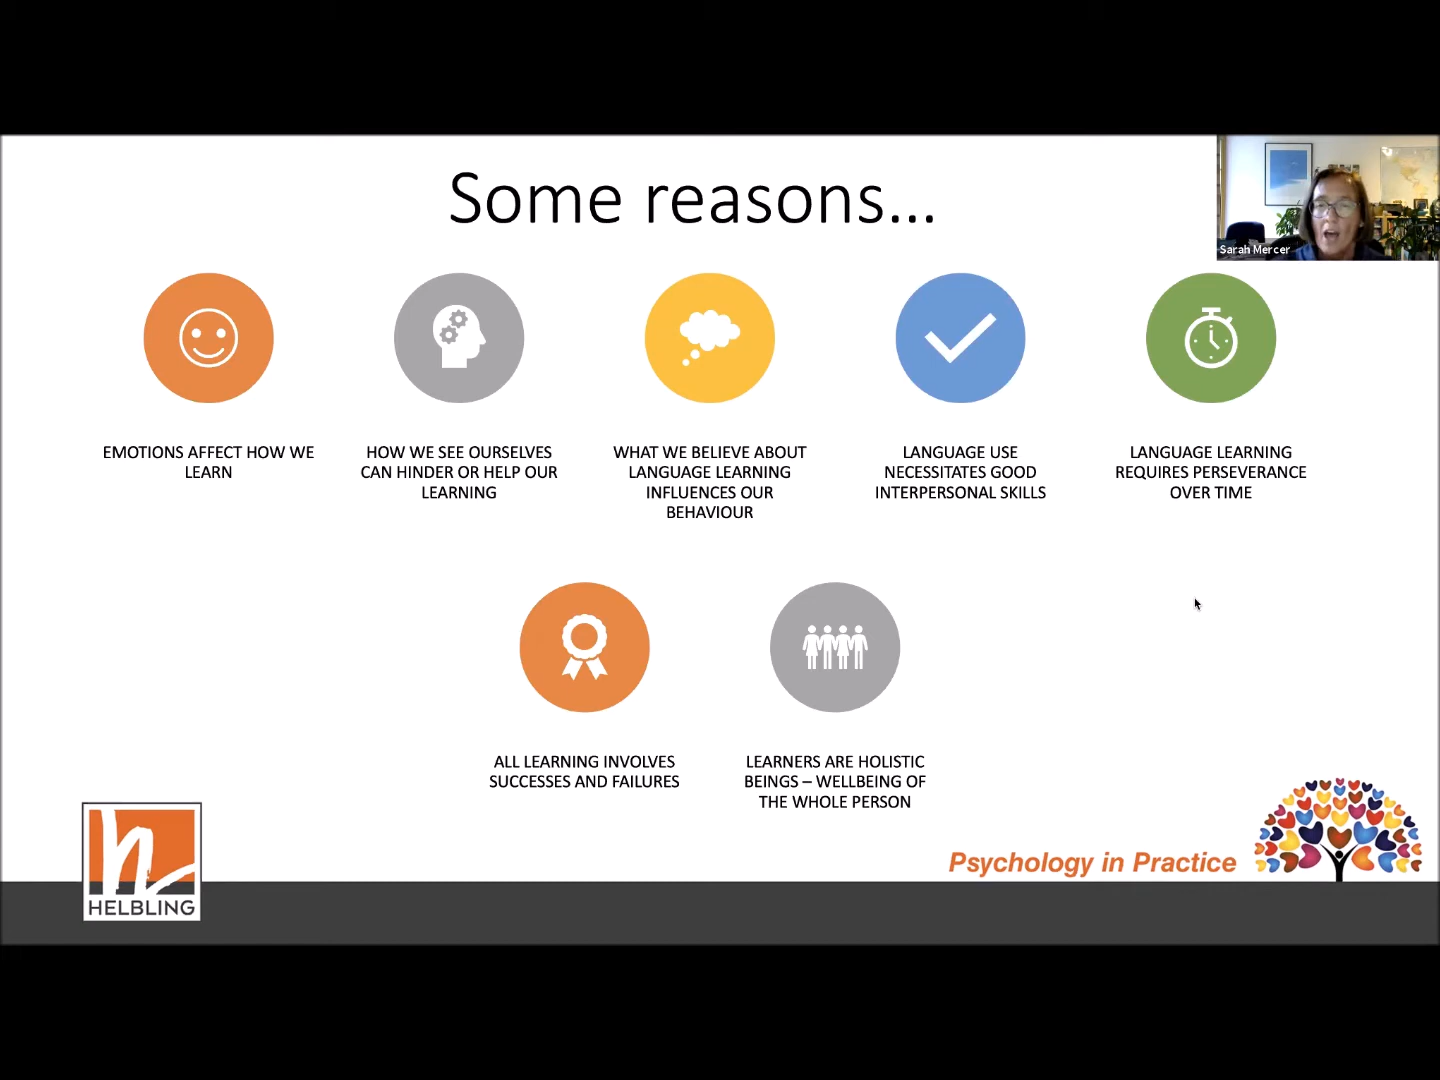 Some reasons...
Sarah Mercer
EMOTIONS AFFECT HOW WE
LEARN
HOW WE SEE OURSELVES
CAN HINDER OR HELP OUR
LEARNING
WHAT WE BELIEVE ABOUT
LANGUAGE LEARNING
INFLUENCES OUR
BEHAVIOUR
LANGUAGE USE
NECESSITATES GOOD
INTERPERSONAL SKILLS
LANGUAGE LEARNING
REQUIRES PERSEVERANCE
OVER TIME
ALL LEARNING INVOLVES
SUCCESSES AND FAILURES
LEARNERS ARE HOLISTIC
BEINGS – WELLBEING OF
THE WHOLE PERSON
h
HELBLING
Psychology in Practice